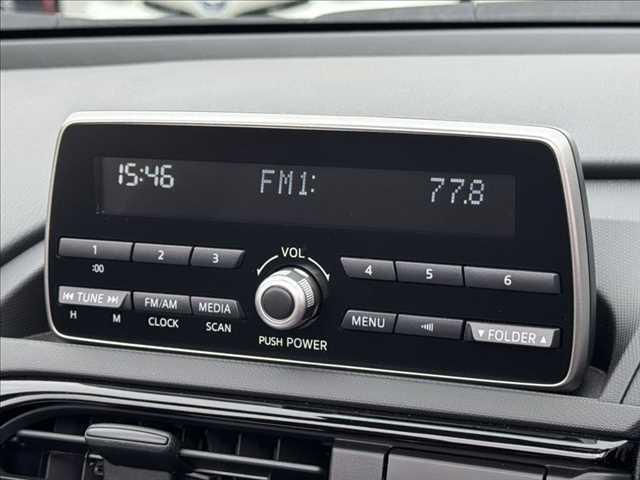 15:46 FM1: 77.8
VOL
1 2 3 4 5 6
:00
⏮ TUNE ⏭ FM/AM MEDIA MENU ▼ FOLDER ▲
H M CLOCK SCAN PUSH POWER